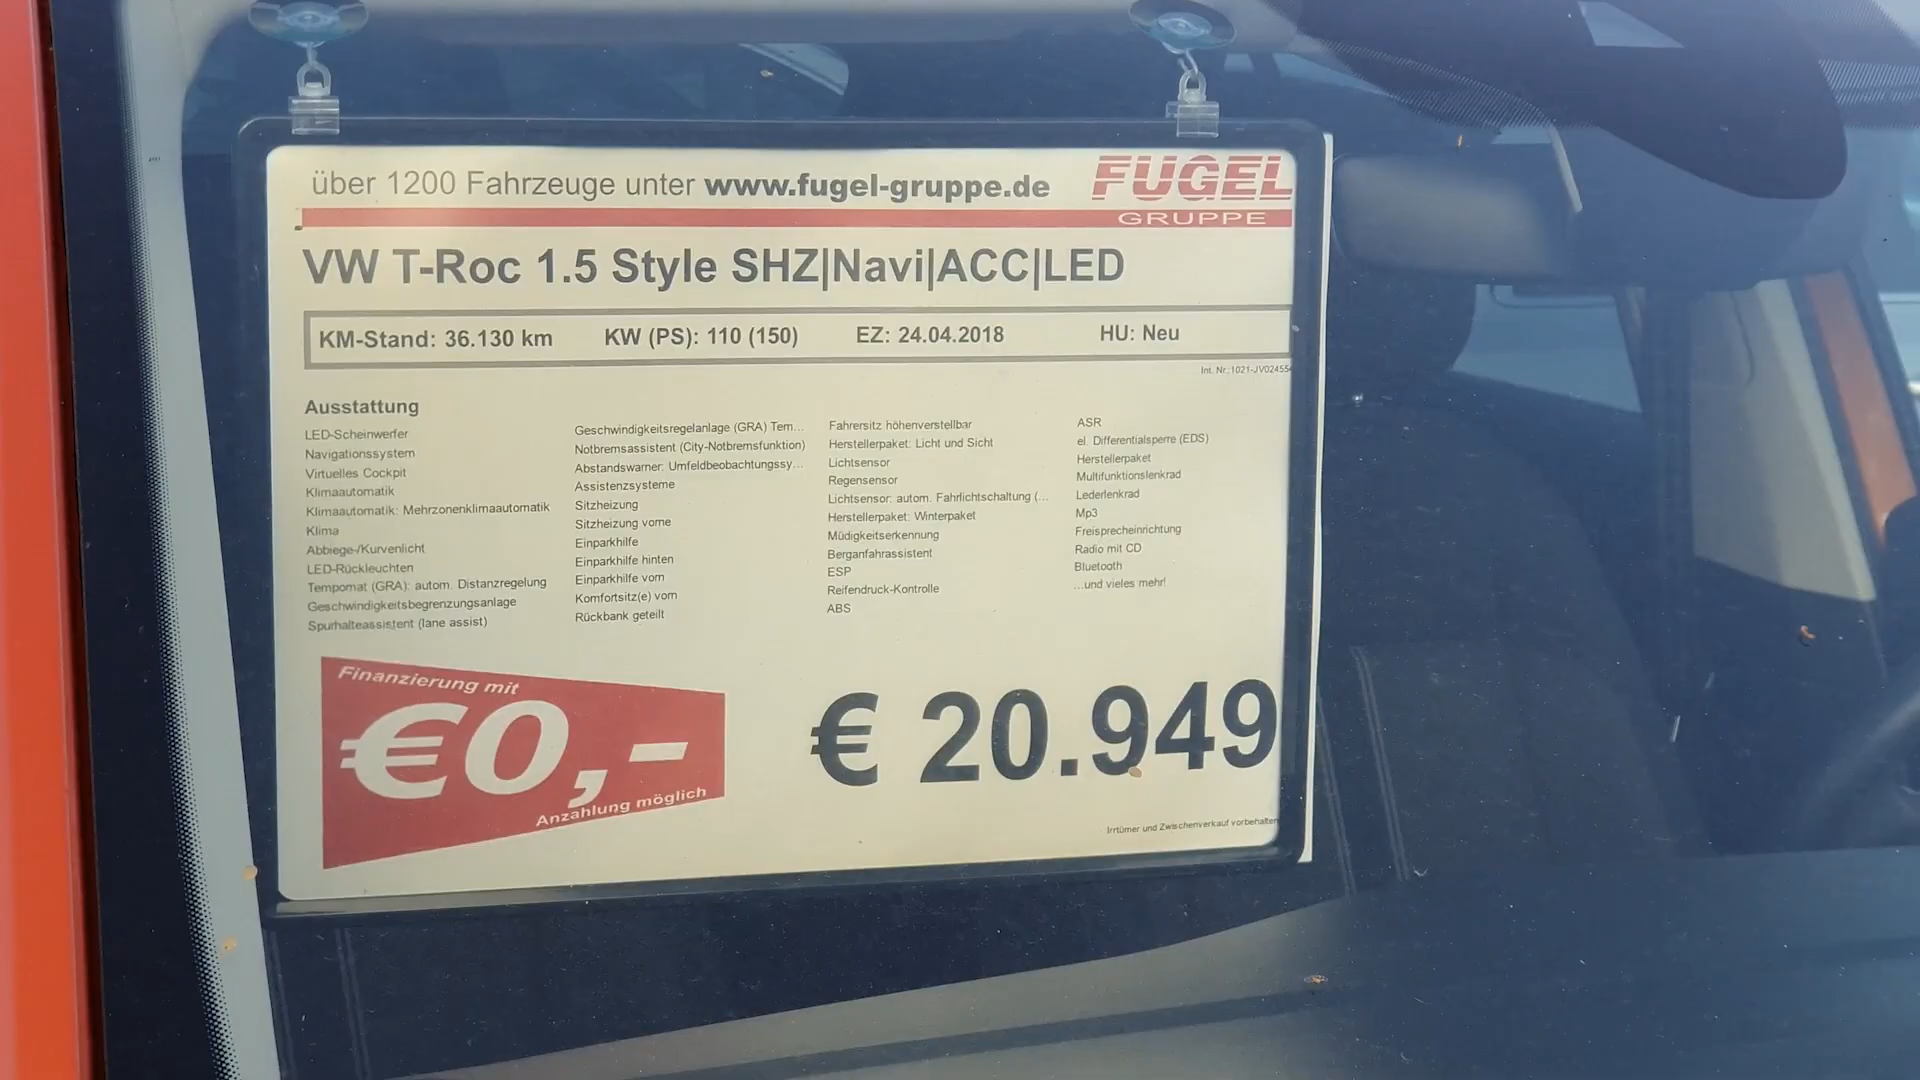 über 1200 Fahrzeuge unter www.fugel-gruppe.de
FUGEL
GRUPPE
VW T-Roc 1.5 Style SHZ|Navi|ACC|LED
KM-Stand: 36.130 km KW (PS): 110 (150) EZ: 24.04.2018 HU: Neu
Int. Nr.:1021-JV02455
Ausstattung
LED-Scheinwerfer
Navigationssystem
Virtuelles Cockpit
Klimaautomatik
Klimaautomatik: Mehrzonenklimaautomatik
Klima
Abbiege-/Kurvenlicht
LED-Rückleuchten
Tempomat (GRA): autom. Distanzregelung
Geschwindigkeitsbegrenzungsanlage
Spurhalteassistent (lane assist)
Geschwindigkeitsregelanlage (GRA) Tem...
Notbremsassistent (City-Notbremsfunktion)
Abstandswarner: Umfeldbeobachtungssy...
Assistenzsysteme
Sitzheizung
Sitzheizung vorne
Einparkhilfe
Einparkhilfe hinten
Einparkhilfe vorn
Komfortsitz(e) vorn
Rückbank geteilt
Fahrersitz höhenverstellbar
Herstellerpaket: Licht und Sicht
Lichtsensor
Regensensor
Lichtsensor: autom. Fahrlichtschaltung (...
Herstellerpaket: Winterpaket
Müdigkeitserkennung
Berganfahrassistent
ESP
Reifendruck-Kontrolle
ABS
ASR
el. Differentialsperre (EDS)
Herstellerpaket
Multifunktionslenkrad
Lederlenkrad
Mp3
Freisprecheinrichtung
Radio mit CD
Bluetooth
...und vieles mehr!
Finanzierung mit
€0,-
Anzahlung möglich
€ 20.949
Irrtümer und Zwischenverkauf vorbehalten